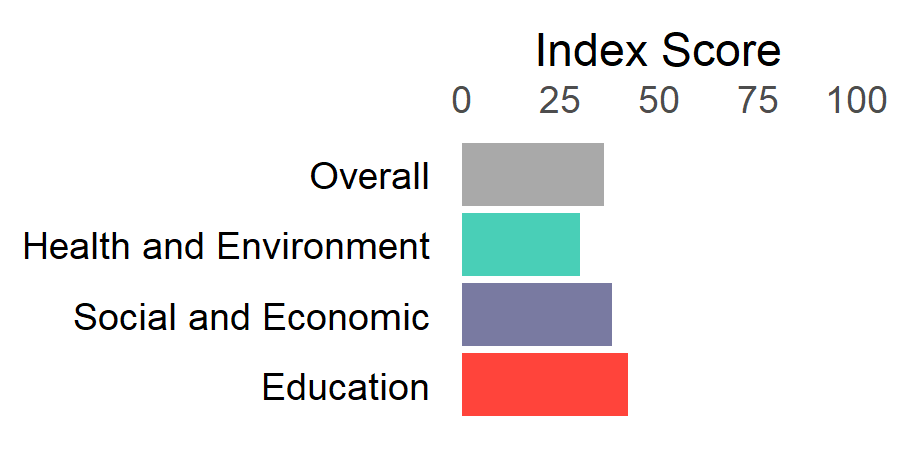 Index Score
0 25 50 75 100
Overall
Health and Environment
Social and Economic
Education